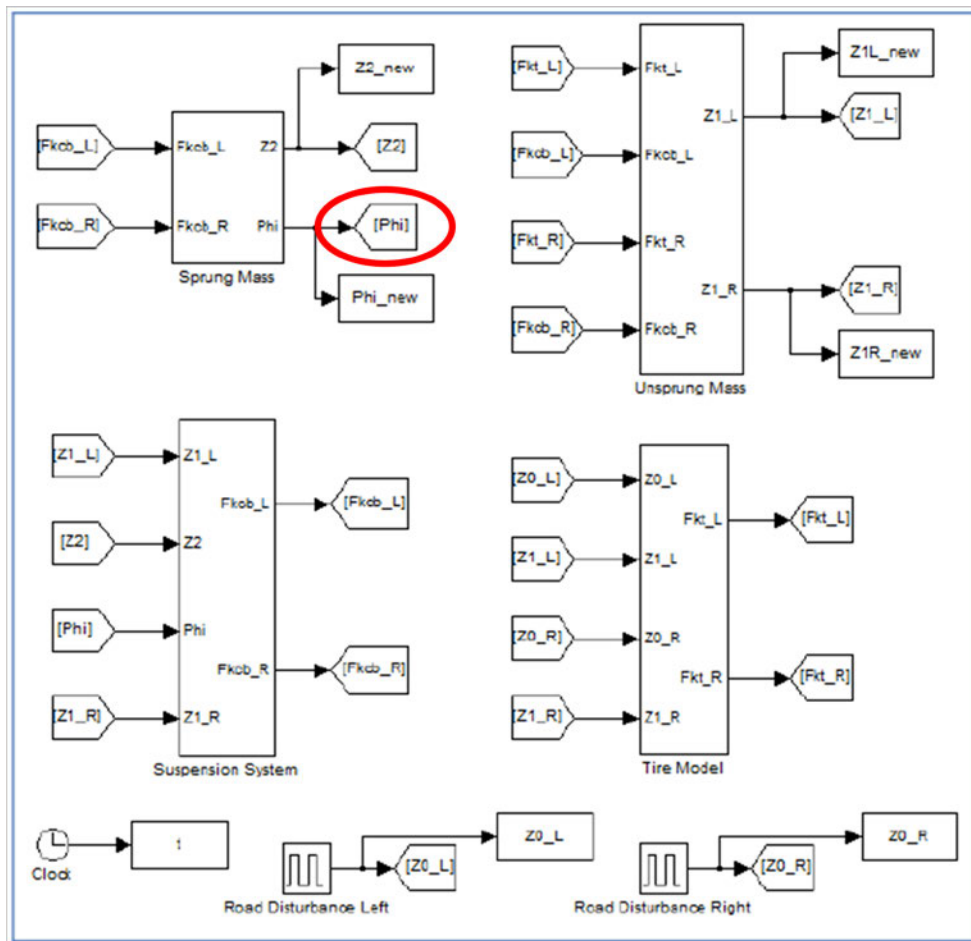 Z2_new
[Fkcb_L]
Fkcb_L
Z2
[Z2]
[Fkcb_R]
Fkcb_R
Phi
[Phi]
Sprung Mass
Phi_new
[Fkt_L]
Fkt_L
Z1L_new
Z1_L
[Z1_L]
[Fkcb_L]
Fkcb_L
[Fkt_R]
Fkt_R
Z1_R
[Z1_R]
[Fkcb_R]
Fkcb_R
Z1R_new
Unsprung Mass
[Z1_L]
Z1_L
Fkcb_L
[Fkcb_L]
[Z2]
Z2
[Phi]
Phi
Fkcb_R
[Fkcb_R]
[Z1_R]
Z1_R
Suspension System
[Z0_L]
Z0_L
Fkt_L
[Fkt_L]
[Z1_L]
Z1_L
[Z0_R]
Z0_R
Fkt_R
[Fkt_R]
[Z1_R]
Z1_R
Tire Model
Clock
t
Z0_L
[Z0_L]
Road Disturbance Left
Z0_R
[Z0_R]
Road Disturbance Right